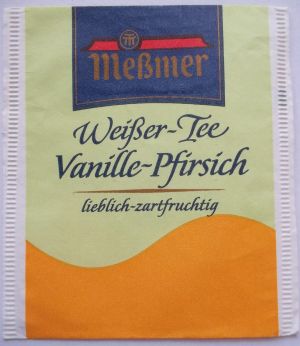 Meßmer
Weißer-Tee
Vanille-Pfirsich
lieblich-zartfruchtig